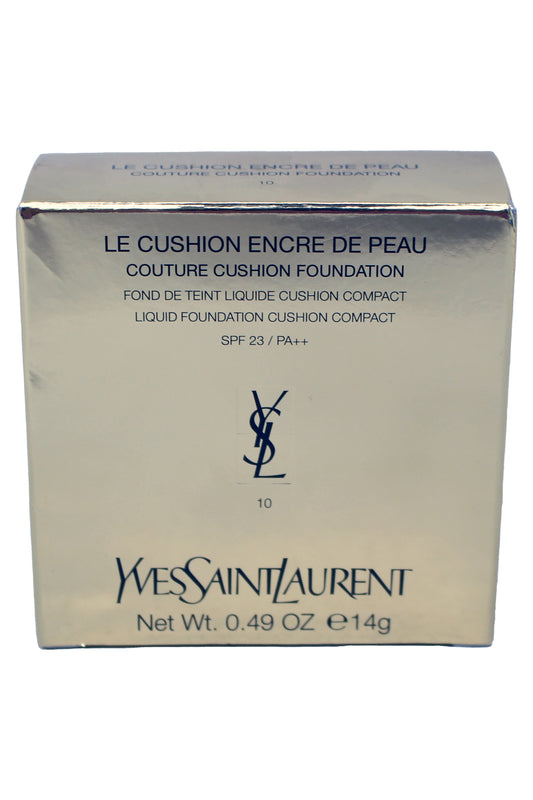 LE CUSHION ENCRE DE PEAU
COUTURE CUSHION FOUNDATION
10
LE CUSHION ENCRE DE PEAU
COUTURE CUSHION FOUNDATION
FOND DE TEINT LIQUIDE CUSHION COMPACT
LIQUID FOUNDATION CUSHION COMPACT
SPF 23 / PA++
YSL
10
YVESSAINTLAURENT
Net Wt. 0.49 OZ ℮14g